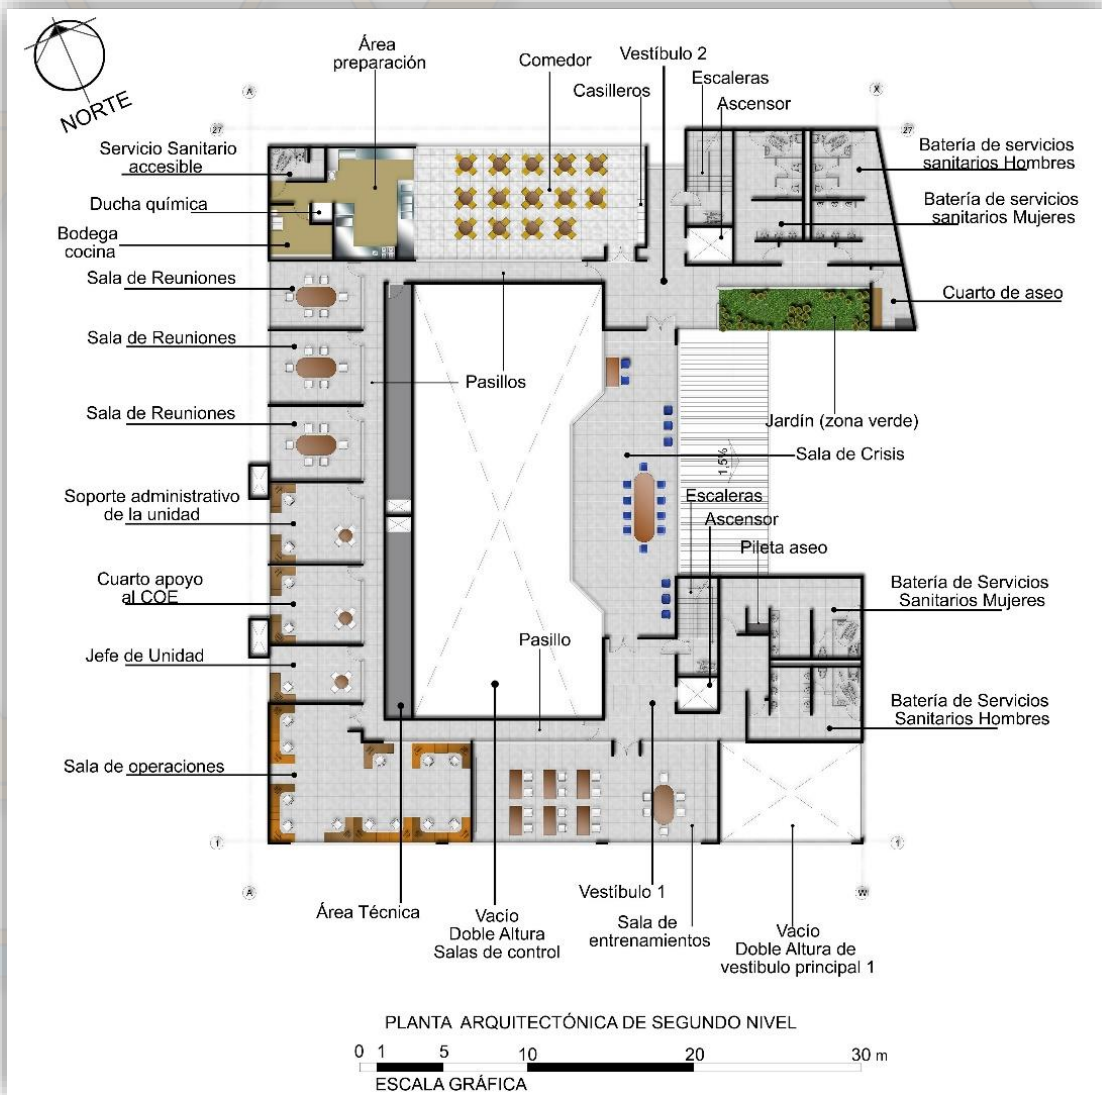 NORTE
Área
preparación
Comedor
Vestíbulo 2
Casilleros
Escaleras
Ascensor
A
X
27
27
Servicio Sanitario
accesible
Ducha química
Bodega
cocina
Sala de Reuniones
Sala de Reuniones
Sala de Reuniones
Soporte administrativo
de la unidad
Cuarto apoyo
al COE
Jefe de Unidad
Sala de operaciones
Batería de servicios
sanitarios Hombres
Batería de servicios
sanitarios Mujeres
Cuarto de aseo
Pasillos
Jardín (zona verde)
Sala de Crisis
1,5%
Escaleras
Ascensor
Pileta aseo
Batería de Servicios
Sanitarios Mujeres
Pasillo
Batería de Servicios
Sanitarios Hombres
1
1
A
W
Área Técnica
Vacío
Doble Altura
Salas de control
Vestíbulo 1
Sala de
entrenamientos
Vacío
Doble Altura de
vestibulo principal 1
PLANTA ARQUITECTÓNICA DE SEGUNDO NIVEL
0 1 5 10 20 30 m
ESCALA GRÁFICA